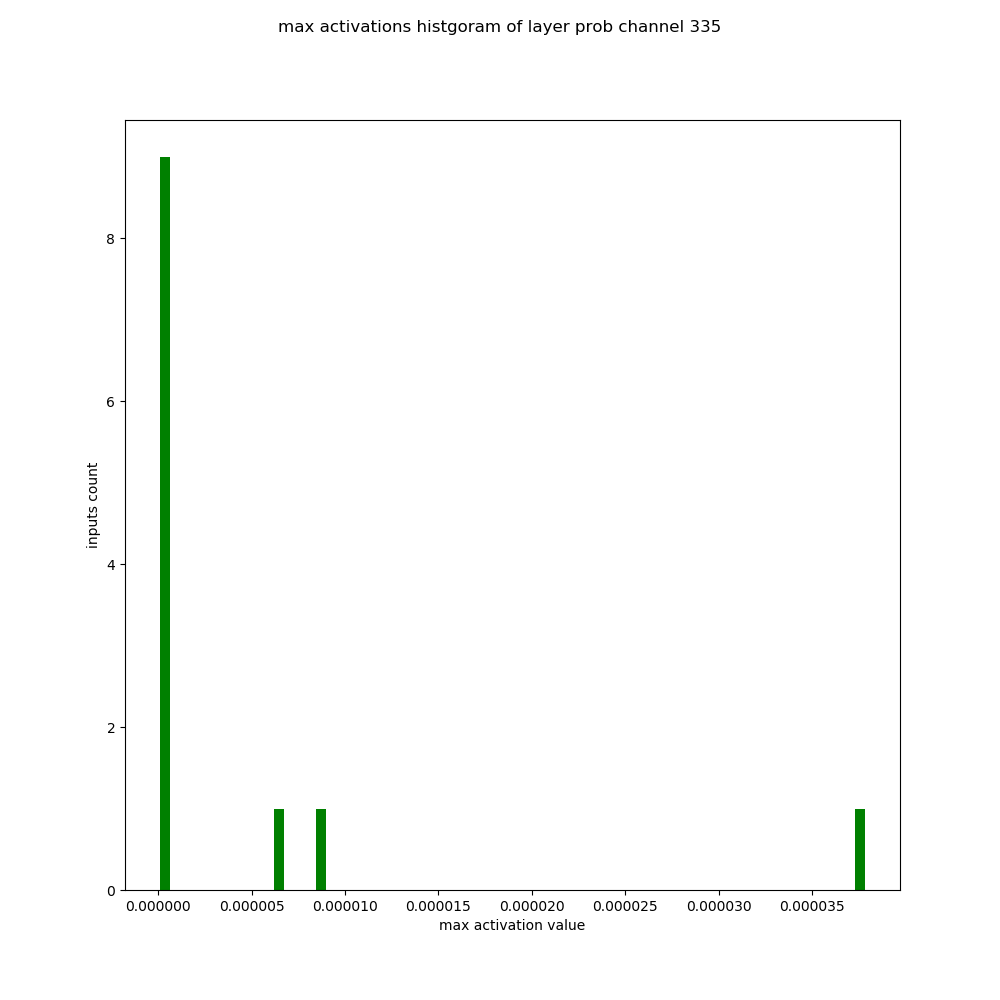 max activations histgoram of layer prob channel 335
8
6
4
2
0
inputs count
0.000000 0.000005 0.000010 0.000015 0.000020 0.000025 0.000030 0.000035
max activation value